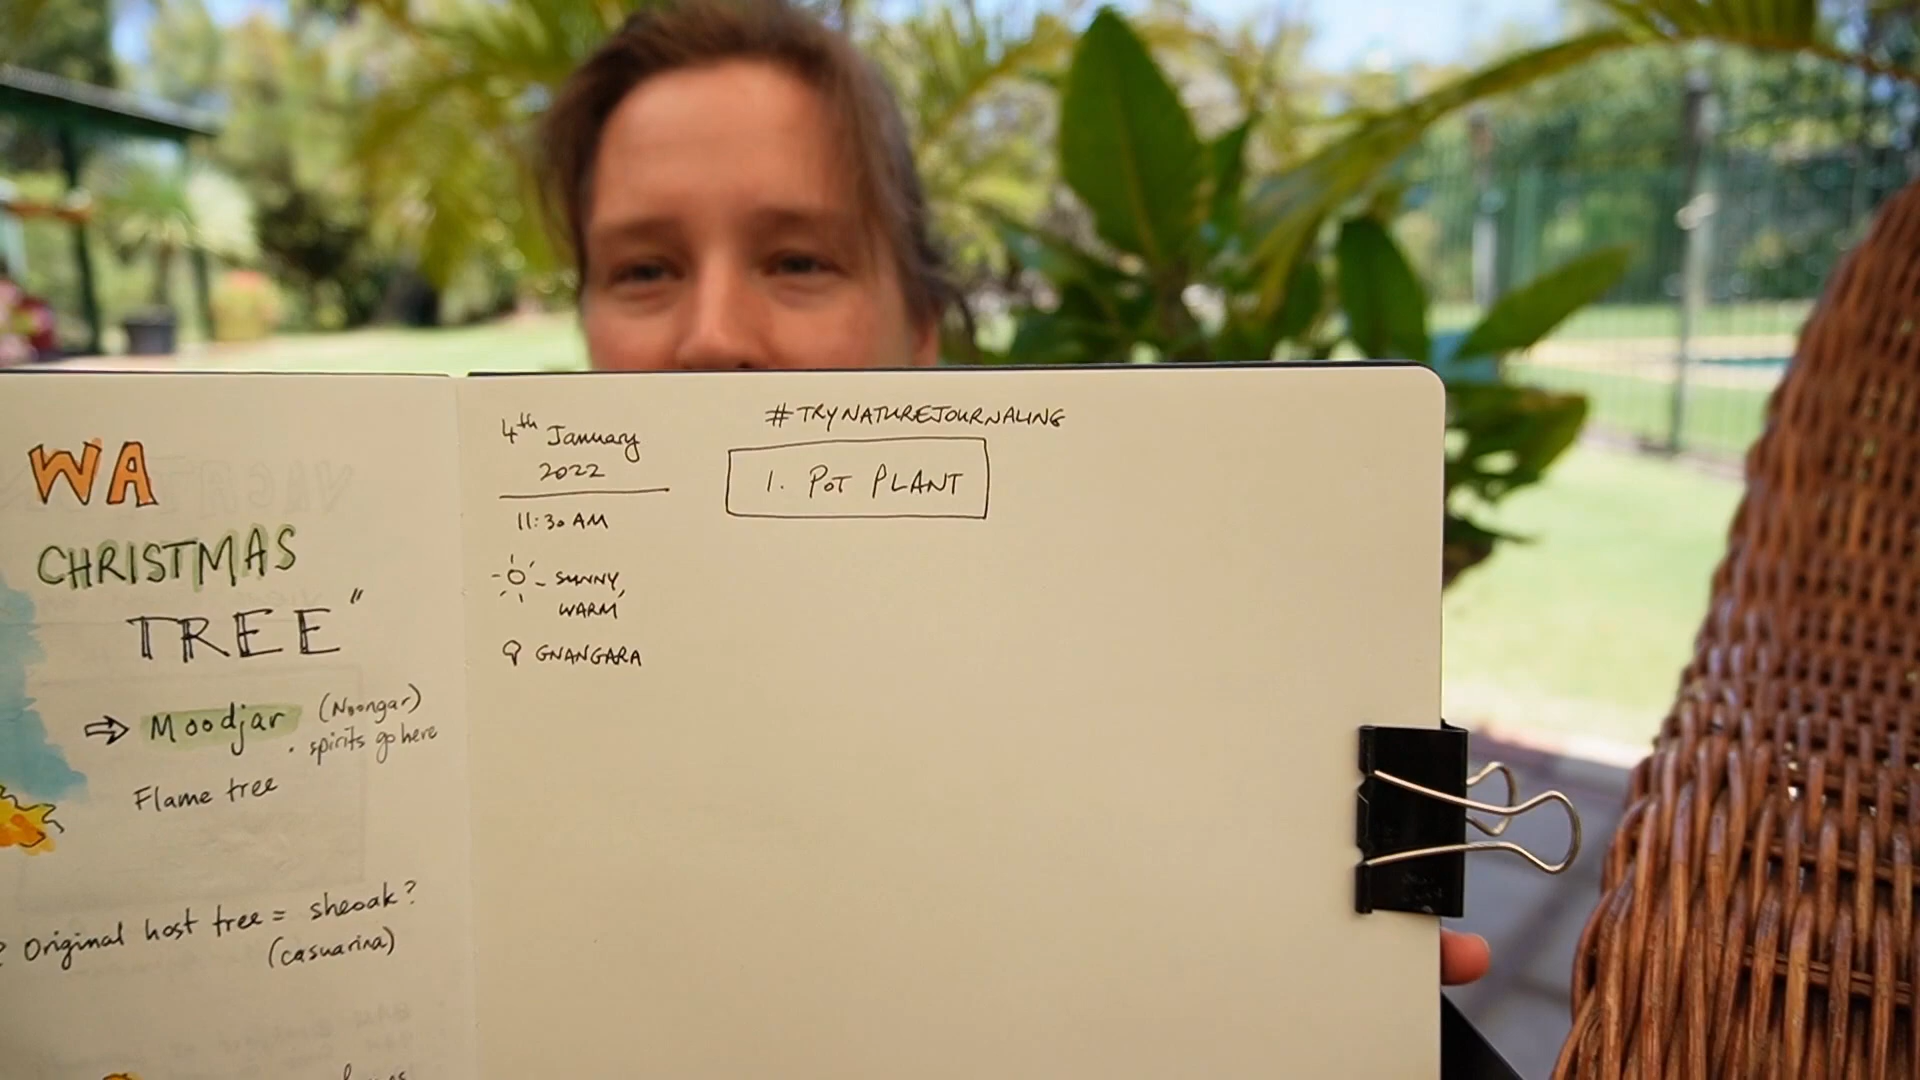 WA
CHRISTMAS
TREE"
⇨ Moodjar (Noongar)
· spirits go here
Flame tree
? Original host tree = sheoak?
(casuarina)
4th January
2022
11:30 AM
SUNNY,
WARM
GNANGARA
#TRYNATUREJOURNALING
1. POT PLANT